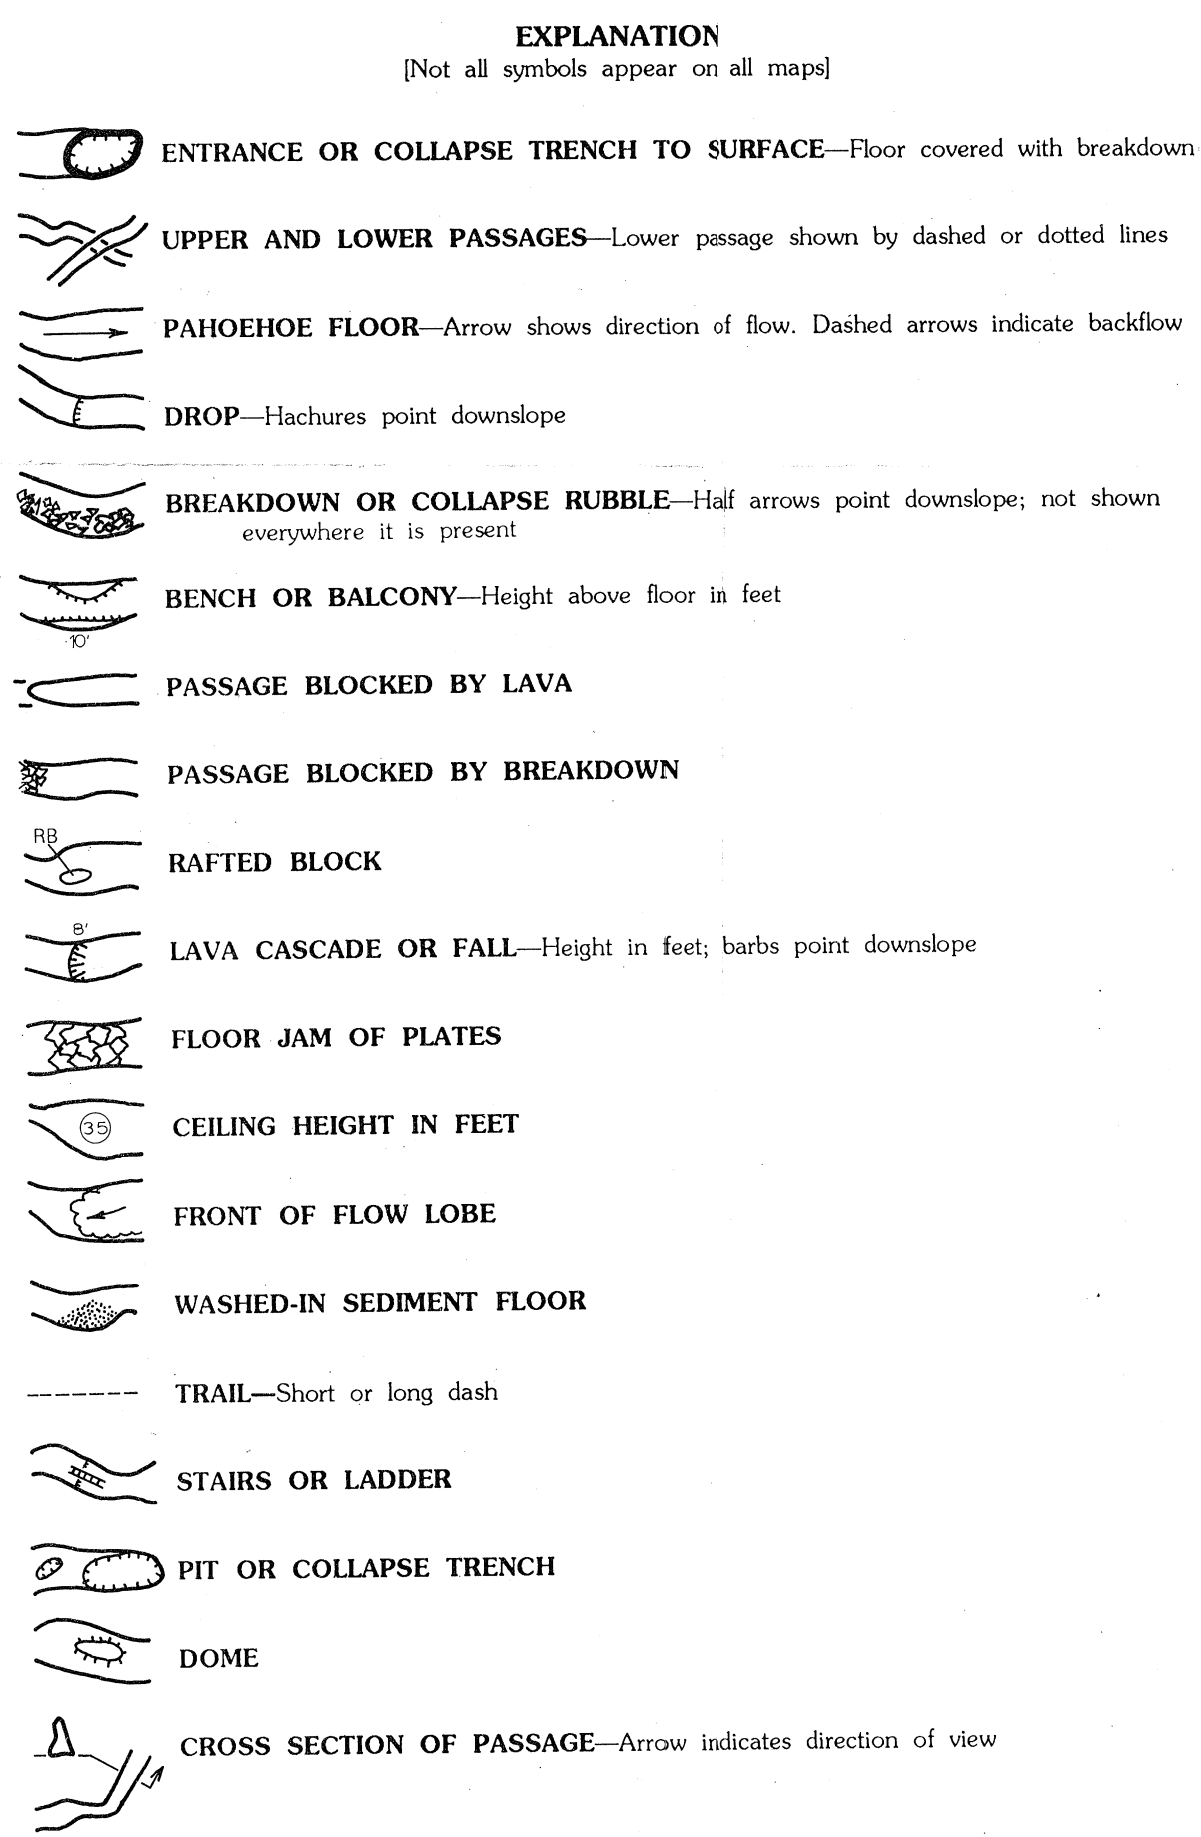 EXPLANATION
[Not all symbols appear on all maps]
ENTRANCE OR COLLAPSE TRENCH TO SURFACE—Floor covered with breakdown
UPPER AND LOWER PASSAGES—Lower passage shown by dashed or dotted lines
PAHOEHOE FLOOR—Arrow shows direction of flow. Dashed arrows indicate backflow
DROP—Hachures point downslope
BREAKDOWN OR COLLAPSE RUBBLE—Half arrows point downslope; not shown
everywhere it is present
BENCH OR BALCONY—Height above floor in feet
10'
PASSAGE BLOCKED BY LAVA
PASSAGE BLOCKED BY BREAKDOWN
RB
RAFTED BLOCK
8'
LAVA CASCADE OR FALL—Height in feet; barbs point downslope
FLOOR JAM OF PLATES
35
CEILING HEIGHT IN FEET
FRONT OF FLOW LOBE
WASHED-IN SEDIMENT FLOOR
TRAIL—Short or long dash
STAIRS OR LADDER
PIT OR COLLAPSE TRENCH
DOME
CROSS SECTION OF PASSAGE—Arrow indicates direction of view